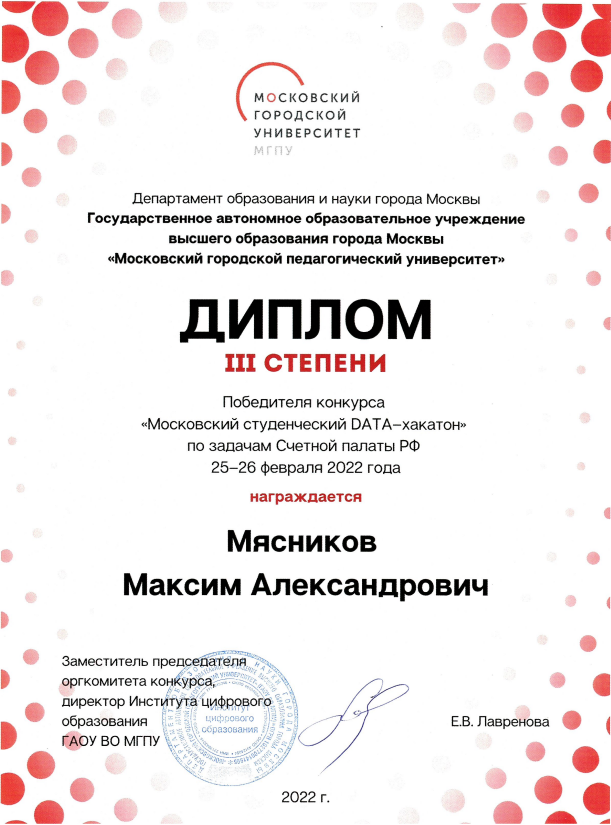 МОСКОВСКИЙ
ГОРОДСКОЙ
УНИВЕРСИТЕТ
МГПУ
Департамент образования и науки города Москвы
Государственное автономное образовательное учреждение
высшего образования города Москвы
«Московский городской педагогический университет»
ДИПЛОМ
III СТЕПЕНИ
Победителя конкурса
«Московский студенческий DATA–хакатон»
по задачам Счетной палаты РФ
25–26 февраля 2022 года
награждается
Мясников
Максим Александрович
Заместитель председателя
оргкомитета конкурса,
директор Института цифрового
образования
ГАОУ ВО МГПУ
Институт
цифрового
образования
Е.В. Лавренова
2022 г.